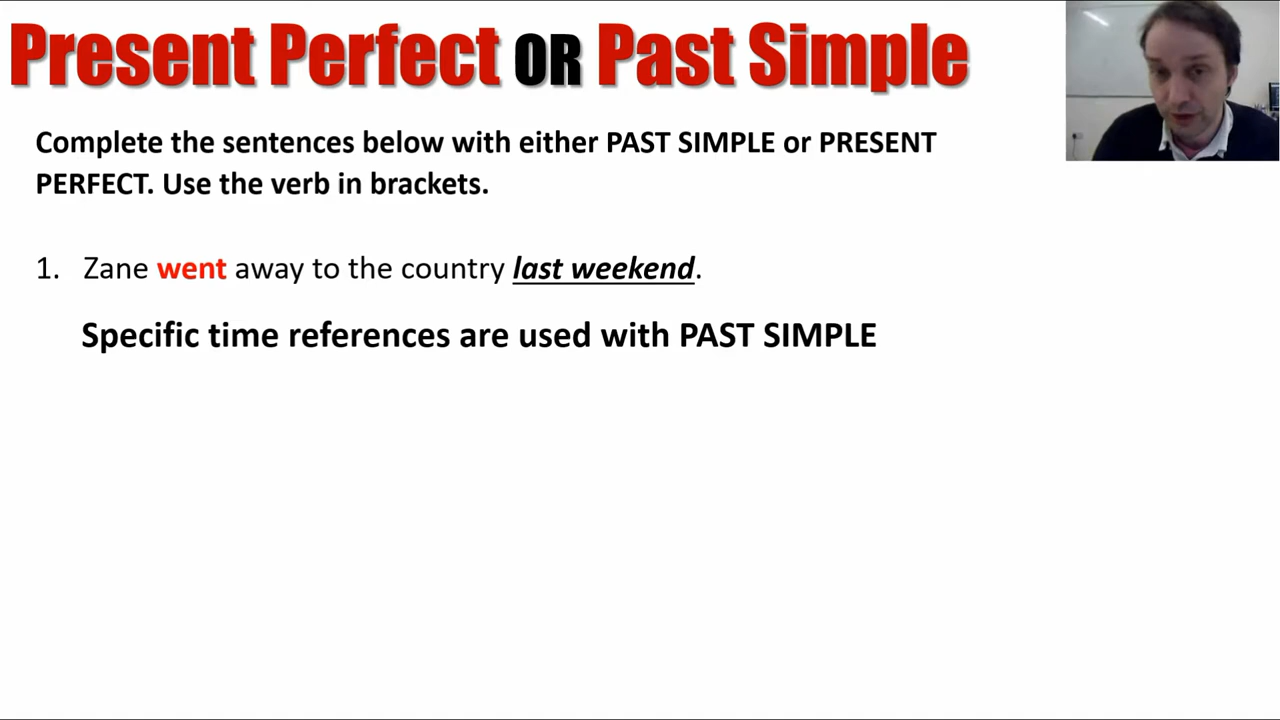 Present Perfect OR Past Simple
Complete the sentences below with either PAST SIMPLE or PRESENT
PERFECT. Use the verb in brackets.
1. Zane went away to the country last weekend.
Specific time references are used with PAST SIMPLE